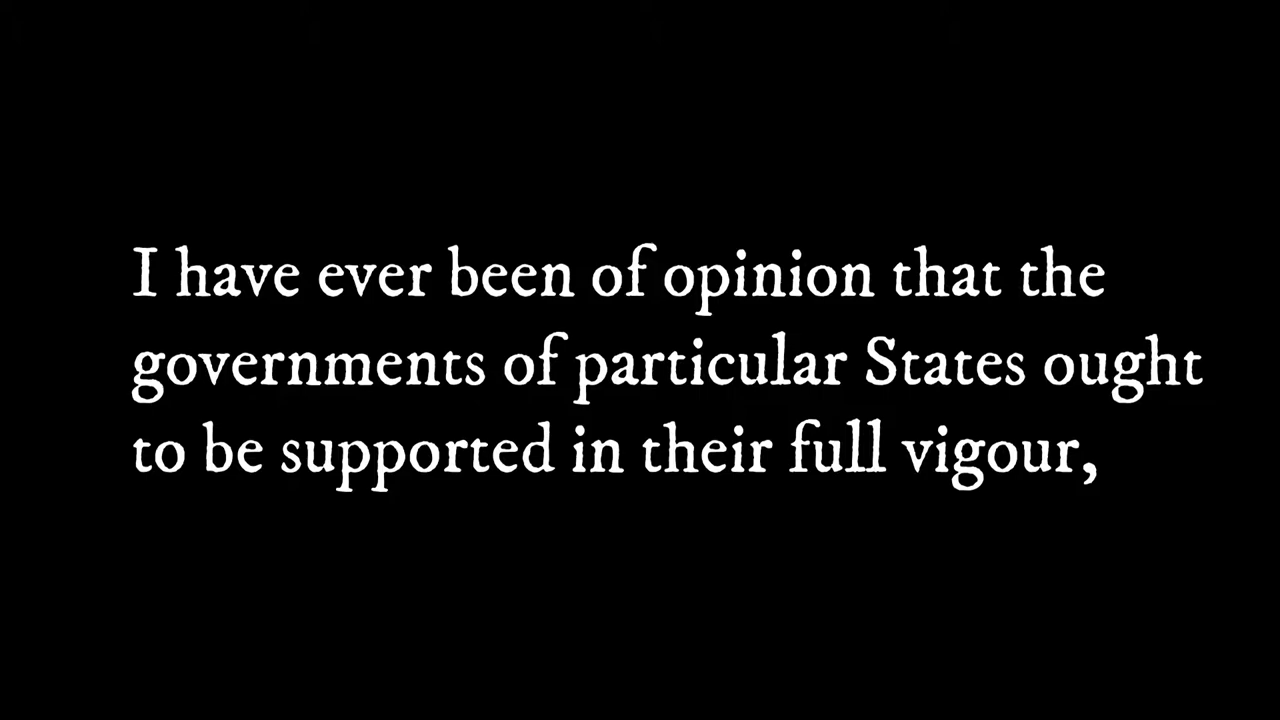 I have ever been of opinion that the
governments of particular States ought
to be supported in their full vigour,